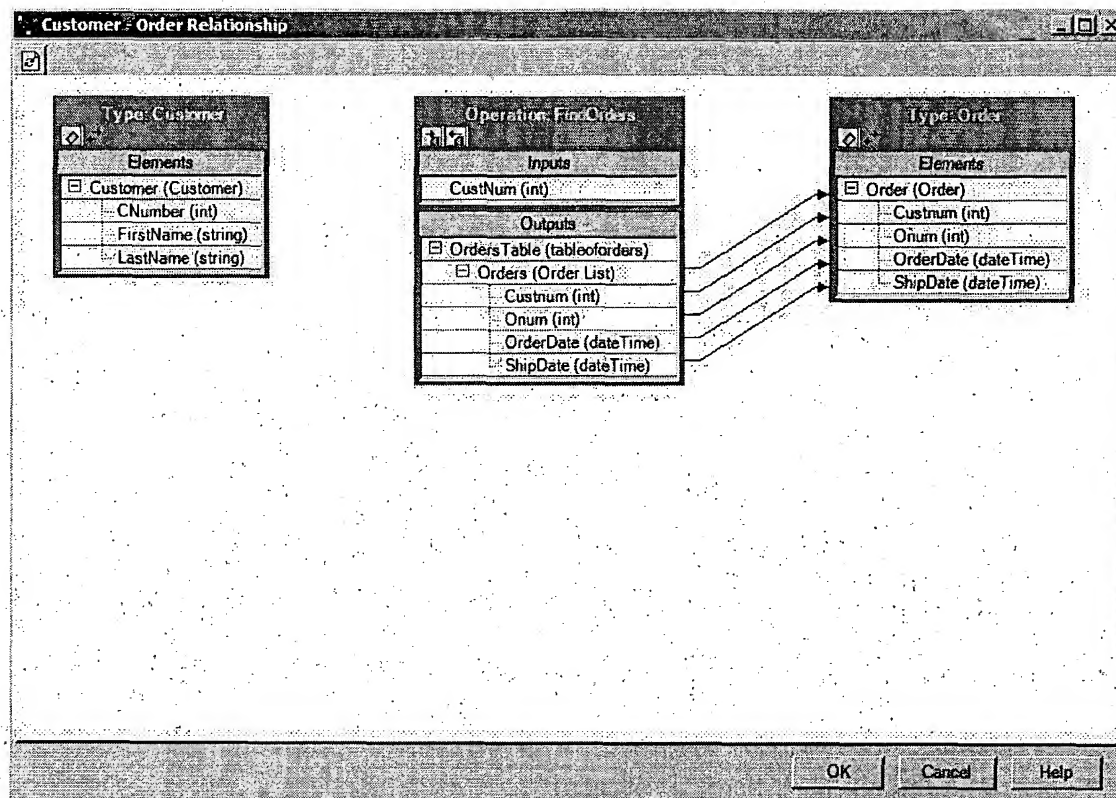 Customer - Order Relationship
Type: Customer
Elements
Customer (Customer)
CNumber (int)
FirstName (string)
LastName (string)
Operation: FindOrders
Inputs
CustNum (int)
Outputs
OrdersTable (tableoforders)
Orders (Order List)
Custnum (int)
Onum (int)
OrderDate (dateTime)
ShipDate (dateTime)
Type: Order
Elements
Order (Order)
Custnum (int)
Onum (int)
OrderDate (dateTime)
ShipDate (dateTime)
OK
Cancel
Help